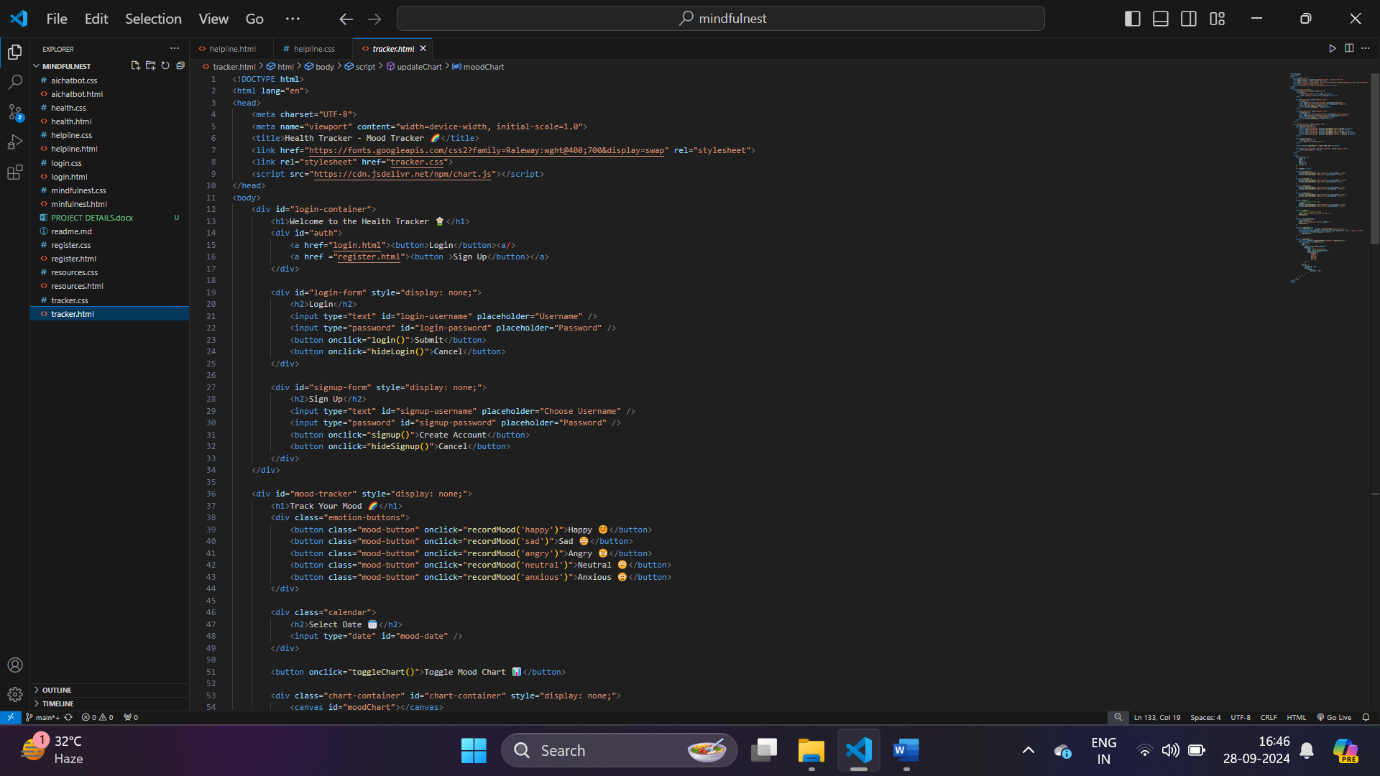 File Edit Selection View Go ··· mindfulnest
EXPLORER ···
MINDFULNEST
aichatbot.css
aichatbot.html
health.css
health.html
helpline.css
helpline.html
login.css
login.html
mindfulnest.css
minfulnest.html
PROJECT DETAILS.docx U
readme.md
register.css
register.html
resources.css
resources.html
tracker.css
tracker.html
OUTLINE
TIMELINE
helpline.html helpline.css tracker.html
tracker.html > html > body > script > updateChart > moodChart
1 <!DOCTYPE html>
2 <html lang="en">
3 <head>
4 <meta charset="UTF-8">
5 <meta name="viewport" content="width=device-width, initial-scale=1.0">
6 <title>Health Tracker - Mood Tracker 🌈</title>
7 <link href="https://fonts.googleapis.com/css2?family=Raleway:wght@400;700&display=swap" rel="stylesheet">
8 <link rel="stylesheet" href="tracker.css">
9 <script src="https://cdn.jsdelivr.net/npm/chart.js"></script>
10 </head>
11 <body>
12 <div id="login-container">
13 <h1>Welcome to the Health Tracker </h1>
14 <div id="auth">
15 <a href="login.html"><button>Login</button><a/>
16 <a href ="register.html"><button >Sign Up</button></a>
17 </div>
18
19 <div id="login-form" style="display: none;">
20 <h2>Login</h2>
21 <input type="text" id="login-username" placeholder="Username" />
22 <input type="password" id="login-password" placeholder="Password" />
23 <button onclick="login()">Submit</button>
24 <button onclick="hideLogin()">Cancel</button>
25 </div>
26
27 <div id="signup-form" style="display: none;">
28 <h2>Sign Up</h2>
29 <input type="text" id="signup-username" placeholder="Choose Username" />
30 <input type="password" id="signup-password" placeholder="Password" />
31 <button onclick="signup()">Create Account</button>
32 <button onclick="hideSignup()">Cancel</button>
33 </div>
34 </div>
35
36 <div id="mood-tracker" style="display: none;">
37 <h1>Track Your Mood 🌈</h1>
38 <div class="emotion-buttons">
39 <button class="mood-button" onclick="recordMood('happy')">Happy 😊</button>
40 <button class="mood-button" onclick="recordMood('sad')">Sad 😢</button>
41 <button class="mood-button" onclick="recordMood('angry')">Angry 😡</button>
42 <button class="mood-button" onclick="recordMood('neutral')">Neutral 😐</button>
43 <button class="mood-button" onclick="recordMood('anxious')">Anxious 😰</button>
44 </div>
45
46 <div class="calendar">
47 <h2>Select Date 🗓️</h2>
48 <input type="date" id="mood-date" />
49 </div>
50
51 <button onclick="toggleChart()">Toggle Mood Chart 📊</button>
52
53 <div class="chart-container" id="chart-container" style="display: none;">
54 <canvas id="moodChart"></canvas>
main*+ 0 0 0 Ln 133, Col 19 Spaces: 4 UTF-8 CRLF HTML Go Live
1 32°C
Haze
Search
ENG
IN
16:46
28-09-2024
PRE